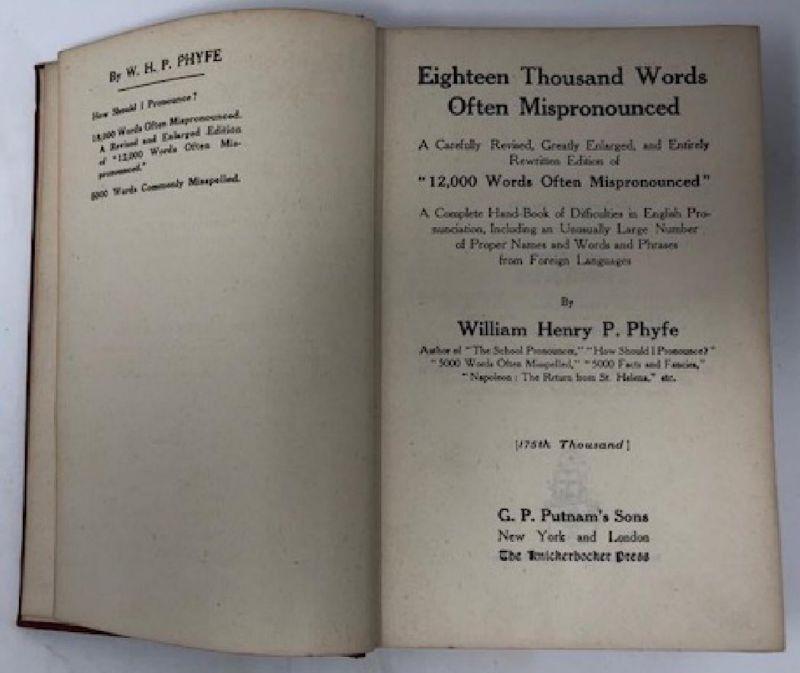 By W. H. P. PHYFE
How Should I Pronounce?
18,000 Words Often Mispronounced.
A Revised and Enlarged Edition
of "12,000 Words Often Mis-
pronounced."
5000 Words Commonly Misspelled.
Eighteen Thousand Words
Often Mispronounced
A Carefully Revised, Greatly Enlarged, and Entirely
Rewritten Edition of
"12,000 Words Often Mispronounced"
A Complete Hand-Book of Difficulties in English Pro-
nunciation, Including an Unusually Large Number
of Proper Names and Words and Phrases
from Foreign Languages
By
William Henry P. Phyfe
Author of "The School Pronouncer," "How Should I Pronounce?"
"5000 Words Often Misspelled," "5000 Facts and Fancies,"
"Napoleon: The Return from St. Helena," etc.
[175th Thousand]
G. P. Putnam's Sons
New York and London
The Knickerbocker Press